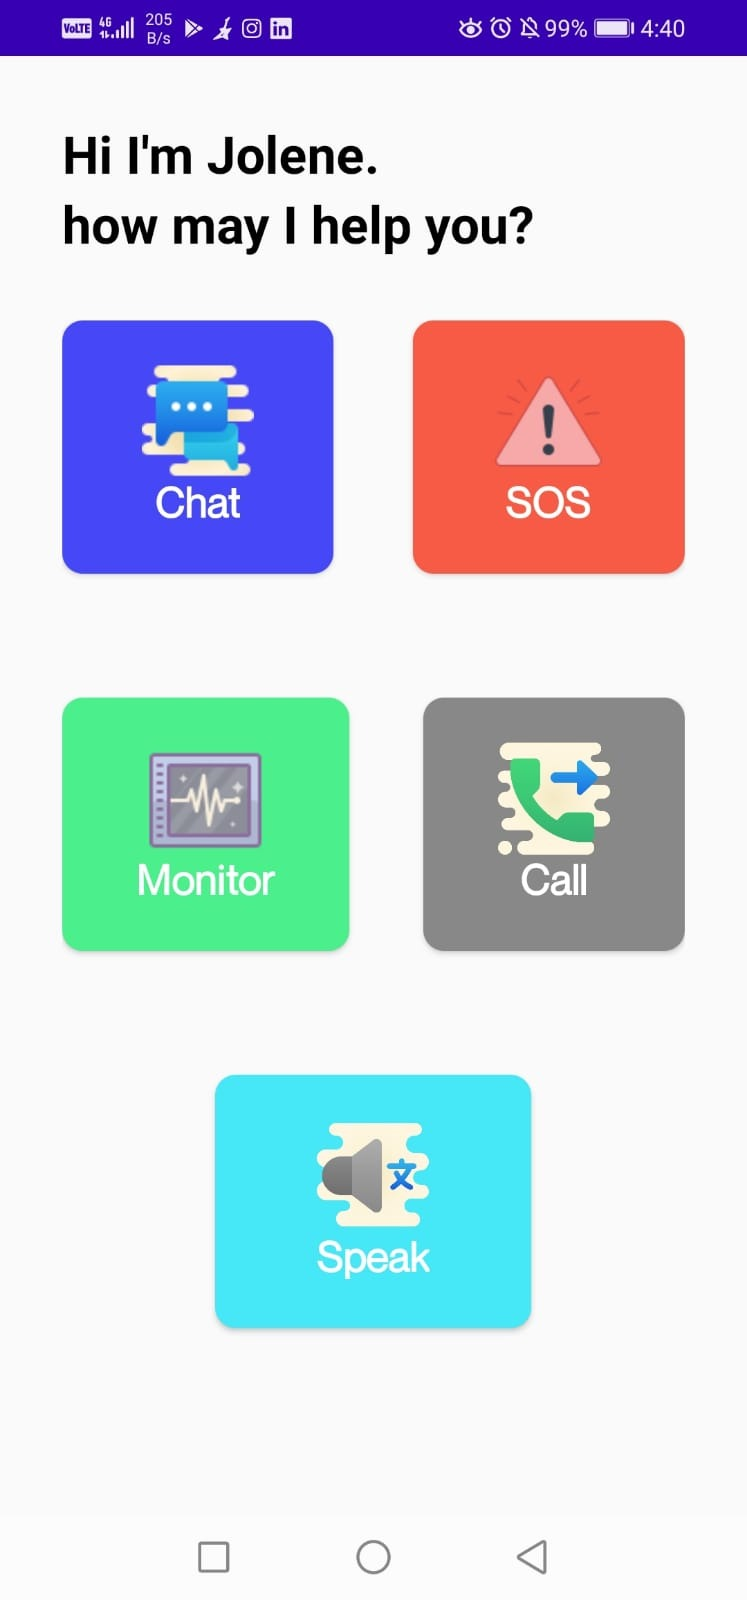 VoLTE 4G 205 B/s 99% 4:40
Hi I'm Jolene.
how may I help you?
Chat
SOS
Monitor
Call
文
Speak